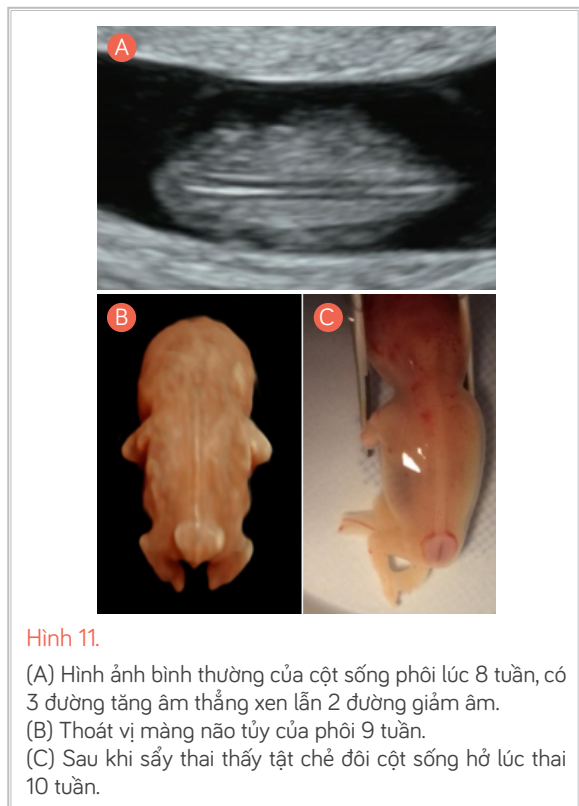 A
B
C
Hình 11.
(A) Hình ảnh bình thường của cột sống phôi lúc 8 tuần, có
3 đường tăng âm thẳng xen lẫn 2 đường giảm âm.
(B) Thoát vị màng não tủy của phôi 9 tuần.
(C) Sau khi sẩy thai thấy tật chẻ đôi cột sống hở lúc thai
10 tuần.